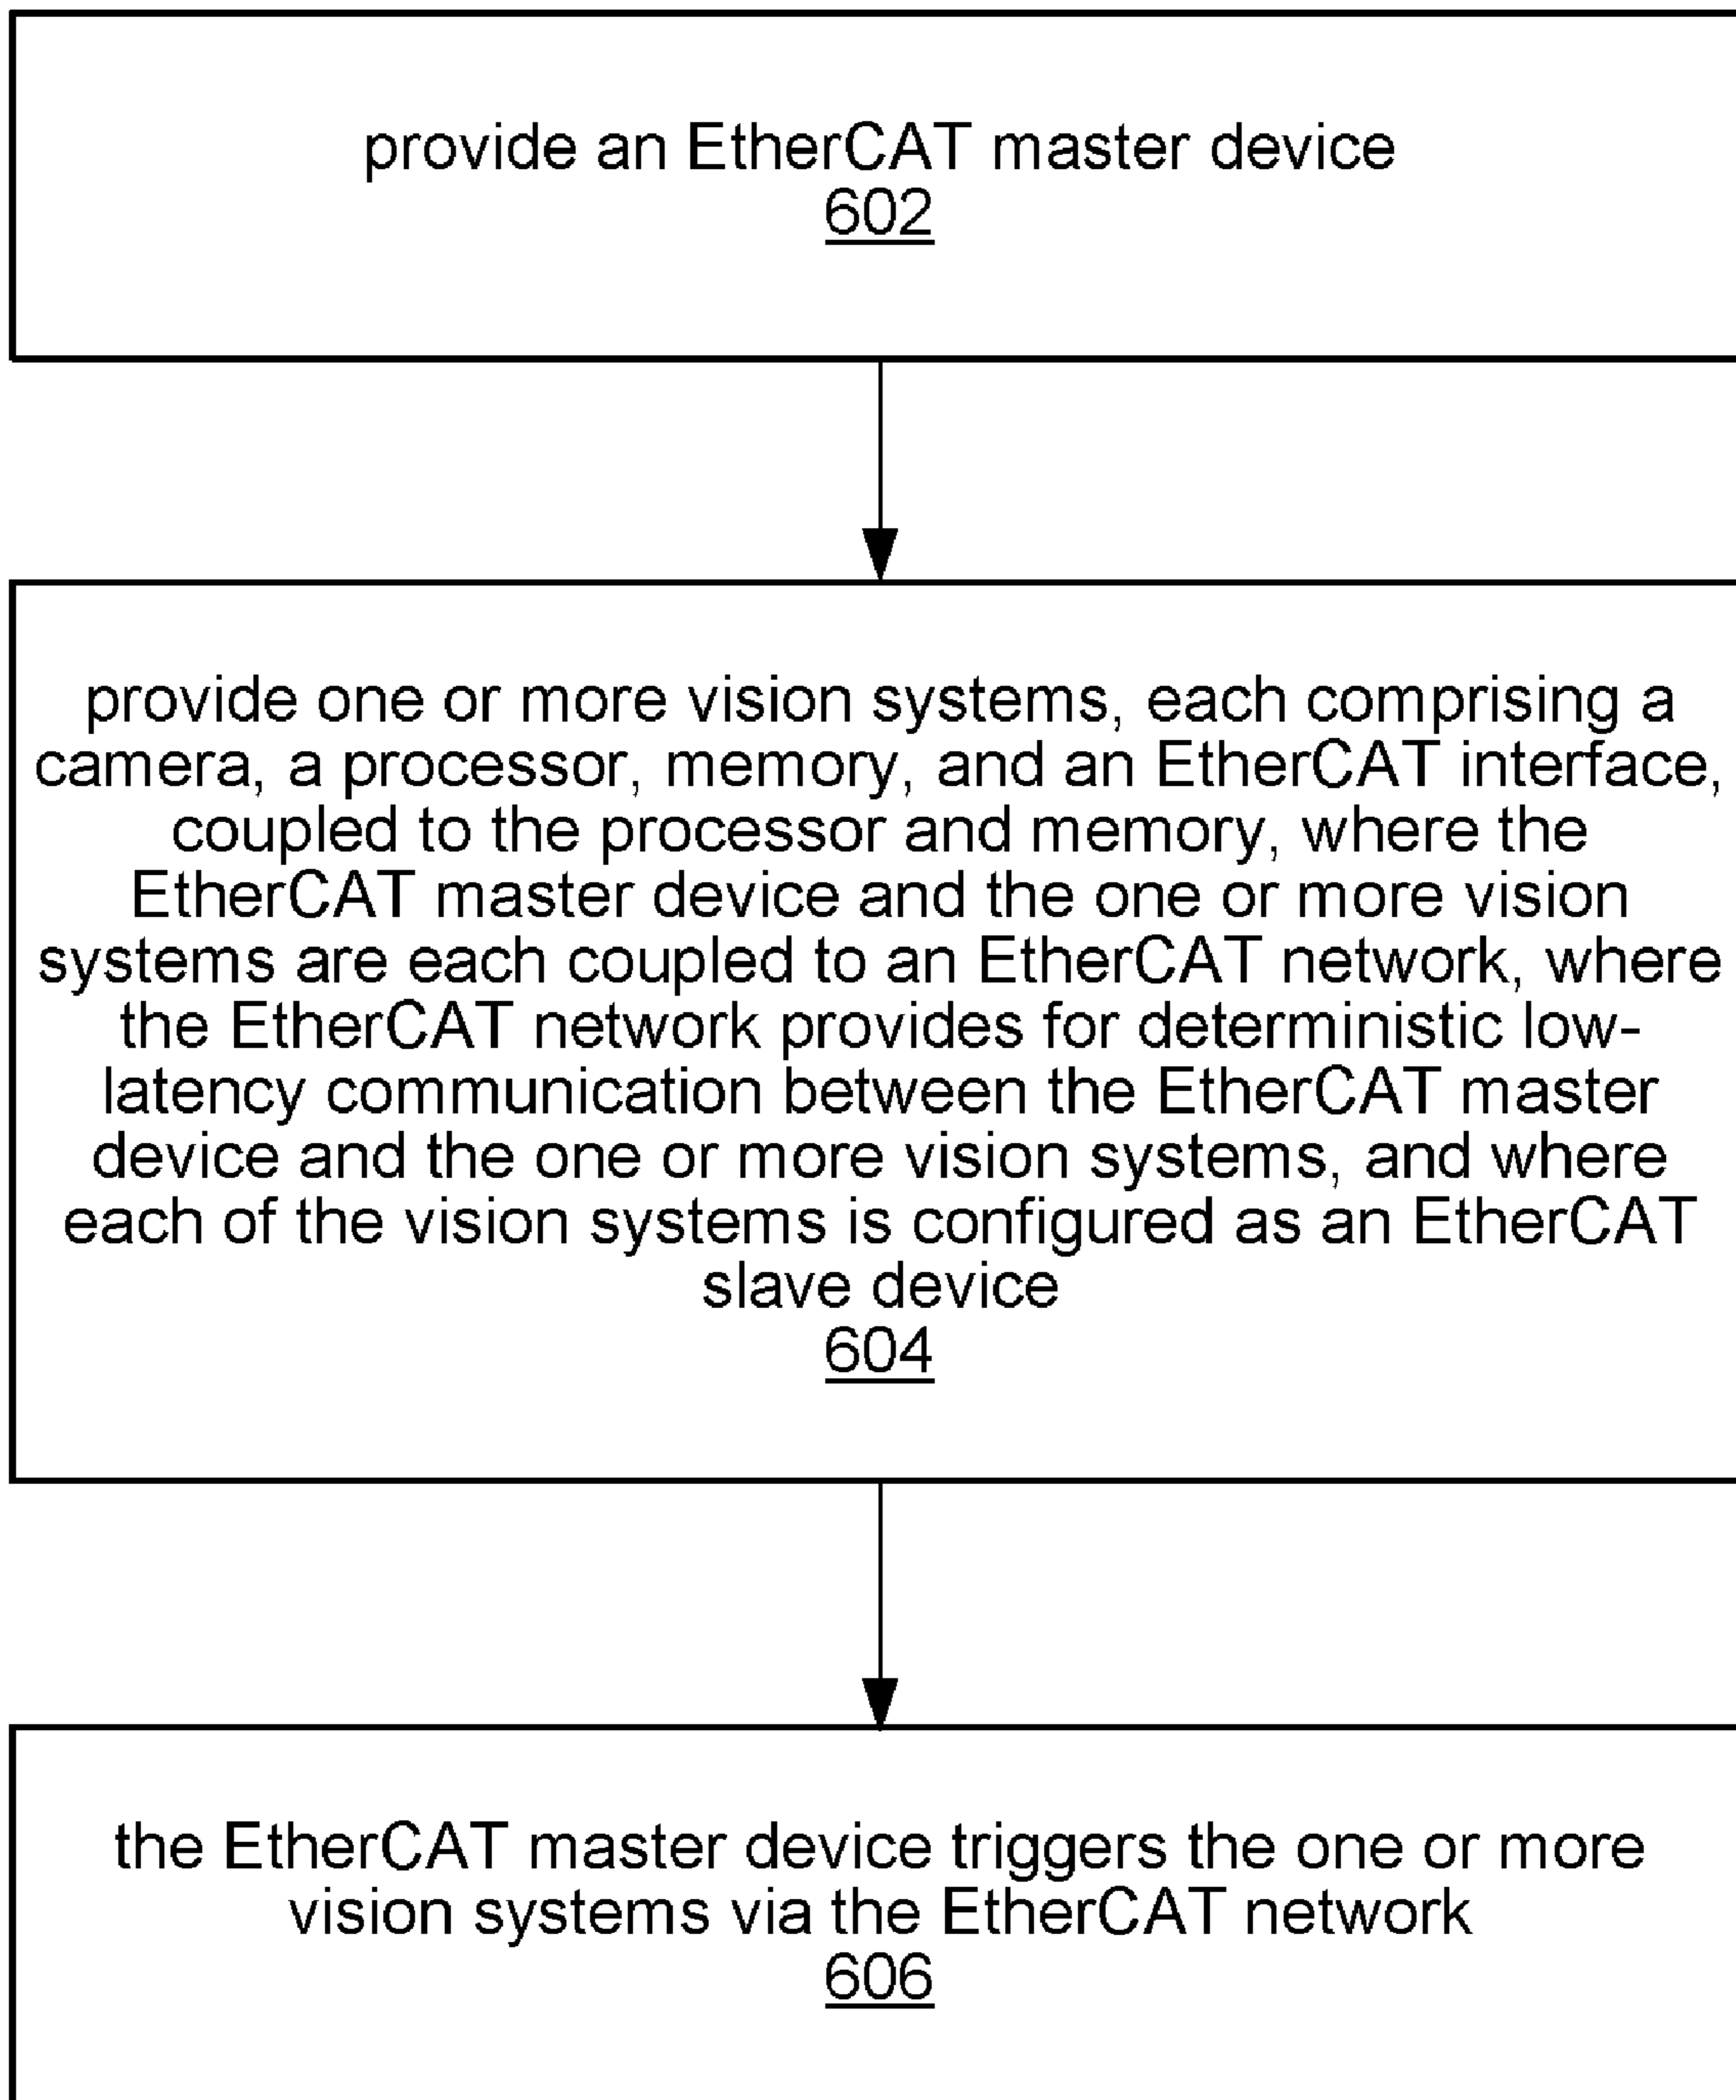 provide an EtherCAT master device
602
provide one or more vision systems, each comprising a
camera, a processor, memory, and an EtherCAT interface,
coupled to the processor and memory, where the
EtherCAT master device and the one or more vision
systems are each coupled to an EtherCAT network, where
the EtherCAT network provides for deterministic low-
latency communication between the EtherCAT master
device and the one or more vision systems, and where
each of the vision systems is configured as an EtherCAT
slave device
604
the EtherCAT master device triggers the one or more
vision systems via the EtherCAT network
606